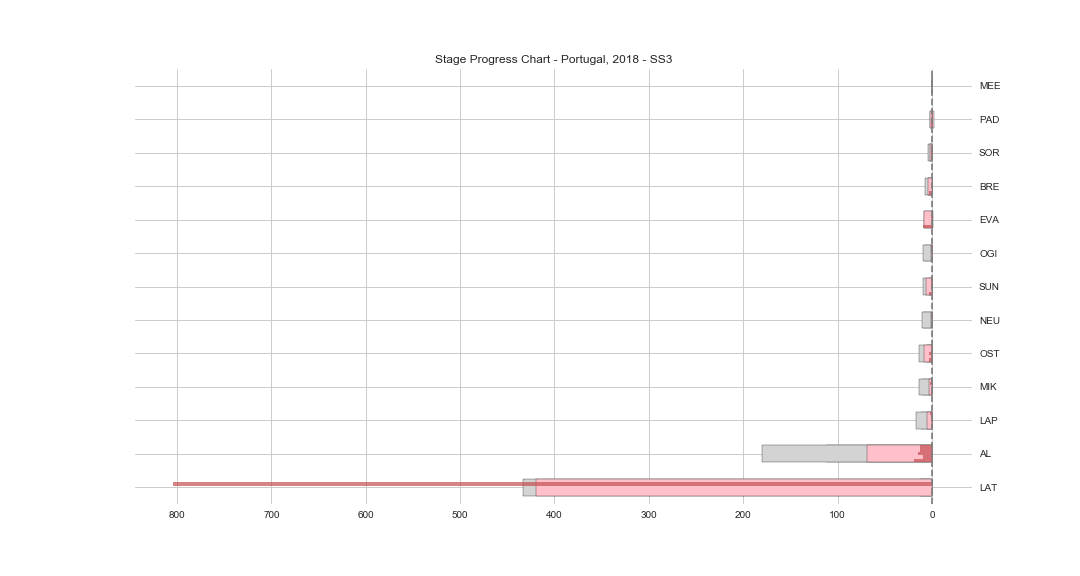 Stage Progress Chart - Portugal, 2018 - SS3
MEE
PAD
SOR
BRE
EVA
OGI
SUN
NEU
OST
MIK
LAP
AL
LAT
800 700 600 500 400 300 200 100 0